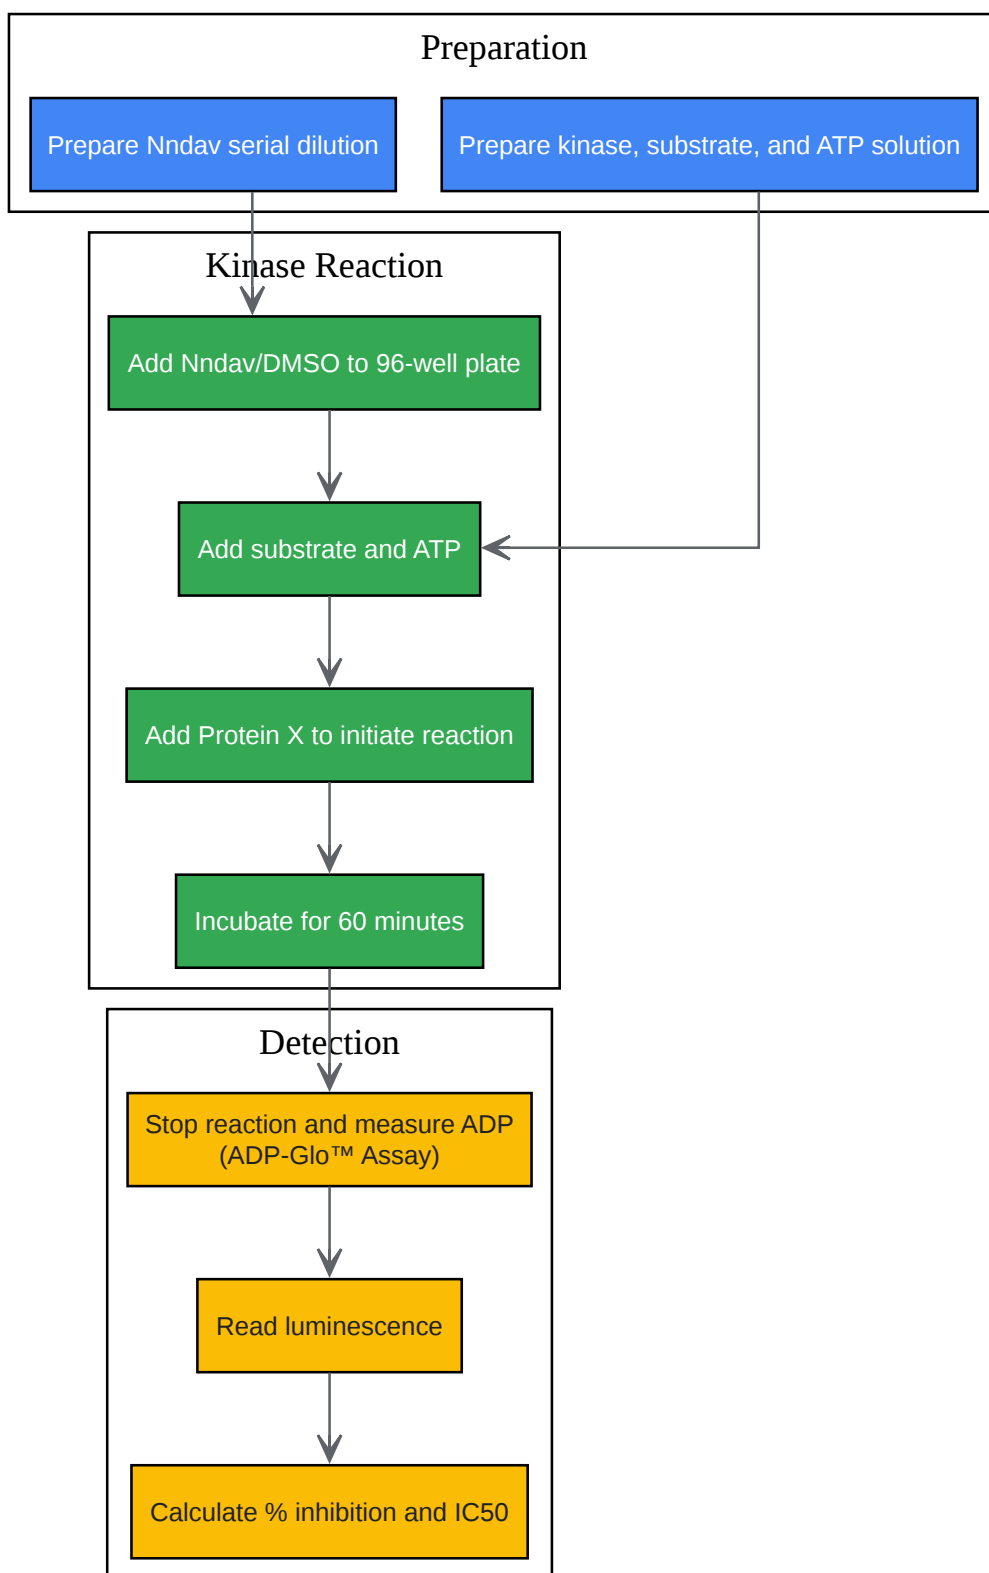 Preparation
Prepare Nndav serial dilution
Prepare kinase, substrate, and ATP solution
Kinase Reaction
Add Nndav/DMSO to 96-well plate
Add substrate and ATP
Add Protein X to initiate reaction
Incubate for 60 minutes
Detection
Stop reaction and measure ADP
(ADP-Glo™ Assay)
Read luminescence
Calculate % inhibition and IC50